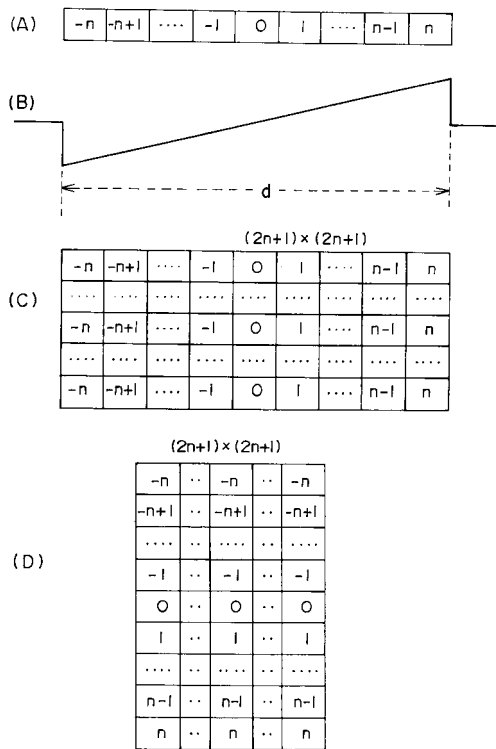 (A) -n -n+1 .... -1 0 1 .... n-1 n
(B)
d
(2n+1)×(2n+1)
(C)
-n -n+1 .... -1 0 1 .... n-1 n
.... .... .... .... .... .... .... .... ....
-n -n+1 .... -1 0 1 .... n-1 n
.... .... .... .... .... .... .... .... ....
-n -n+1 .... -1 0 1 .... n-1 n
(2n+1)×(2n+1)
(D)
-n .. -n .. -n
-n+1 .. -n+1 .. -n+1
.... .. .... .. ....
-1 .. -1 .. -1
0 .. 0 .. 0
1 .. 1 .. 1
.... .. .... .. ....
n-1 .. n-1 .. n-1
n .. n .. n